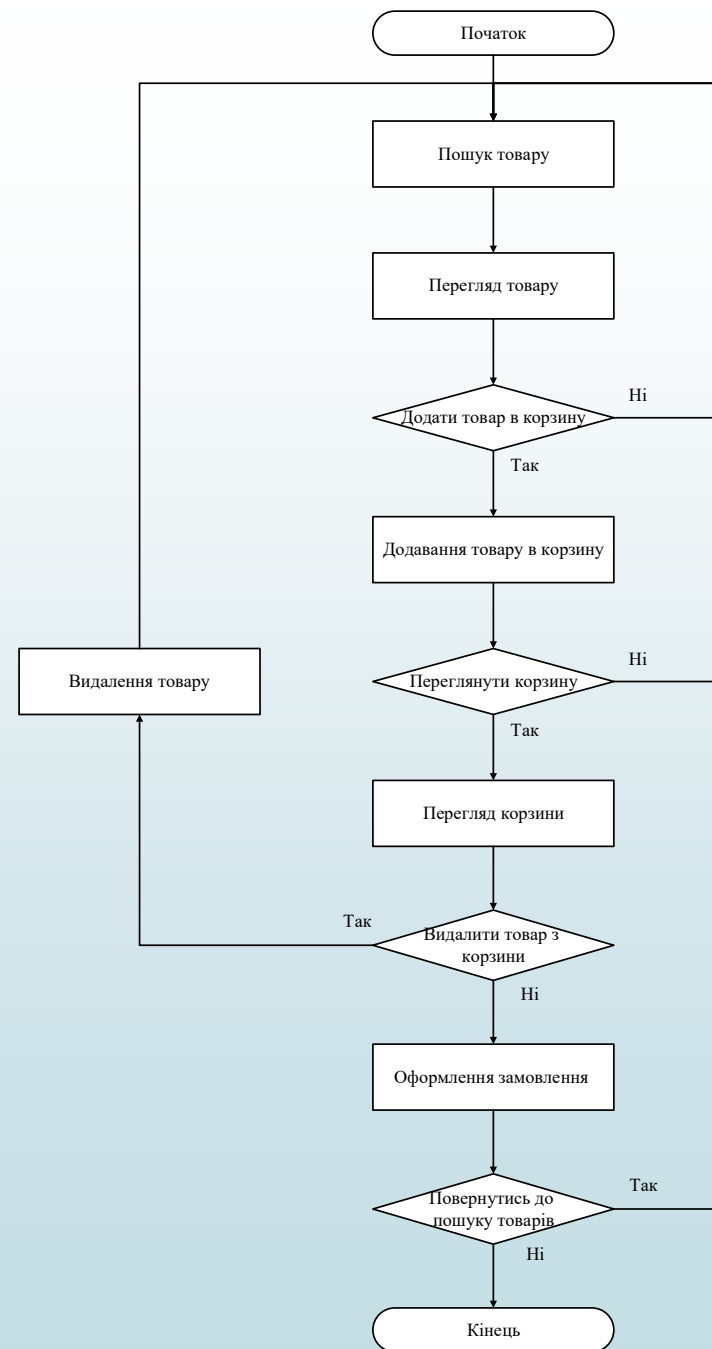 Початок
Пошук товару
Перегляд товару
Додати товар в корзину
Ні
Так
Додавання товару в корзину
Видалення товару
Переглянути корзину
Ні
Так
Перегляд корзини
Так
Видалити товар з
корзини
Ні
Оформлення замовлення
Повернутись до
пошуку товарів
Так
Ні
Кінець